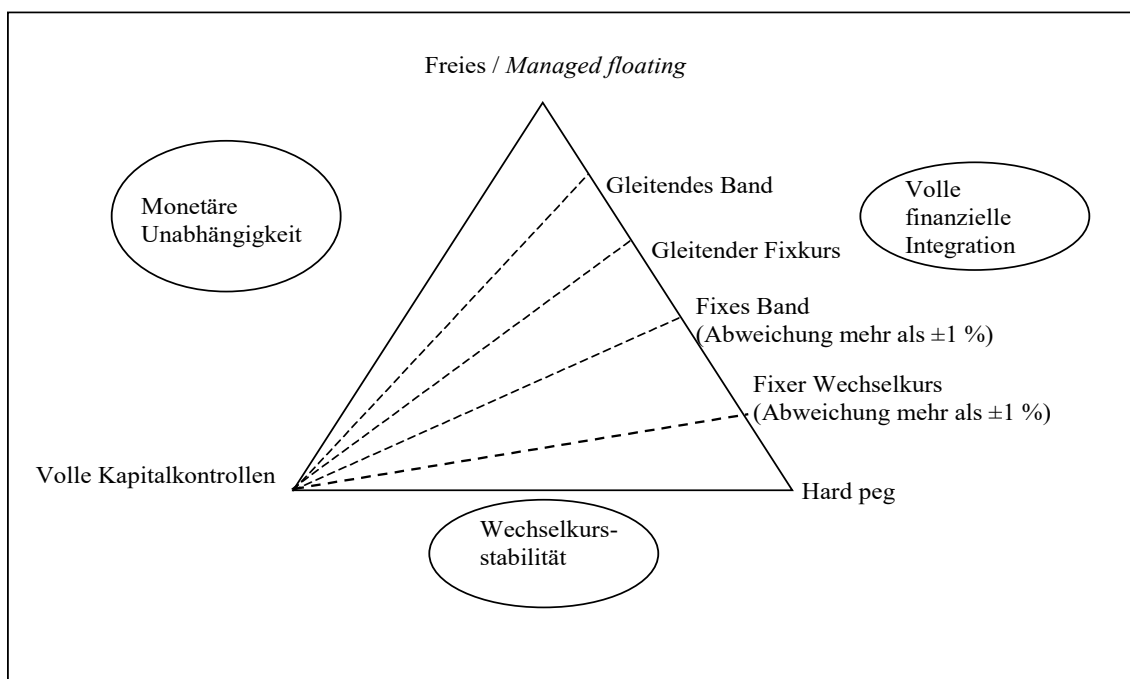 Freies / Managed floating
Monetäre
Unabhängigkeit
Gleitendes Band
Volle
finanzielle
Integration
Gleitender Fixkurs
Fixes Band
(Abweichung mehr als ±1 %)
Fixer Wechselkurs
(Abweichung mehr als ±1 %)
Volle Kapitalkontrollen
Hard peg
Wechselkurs-
stabilität